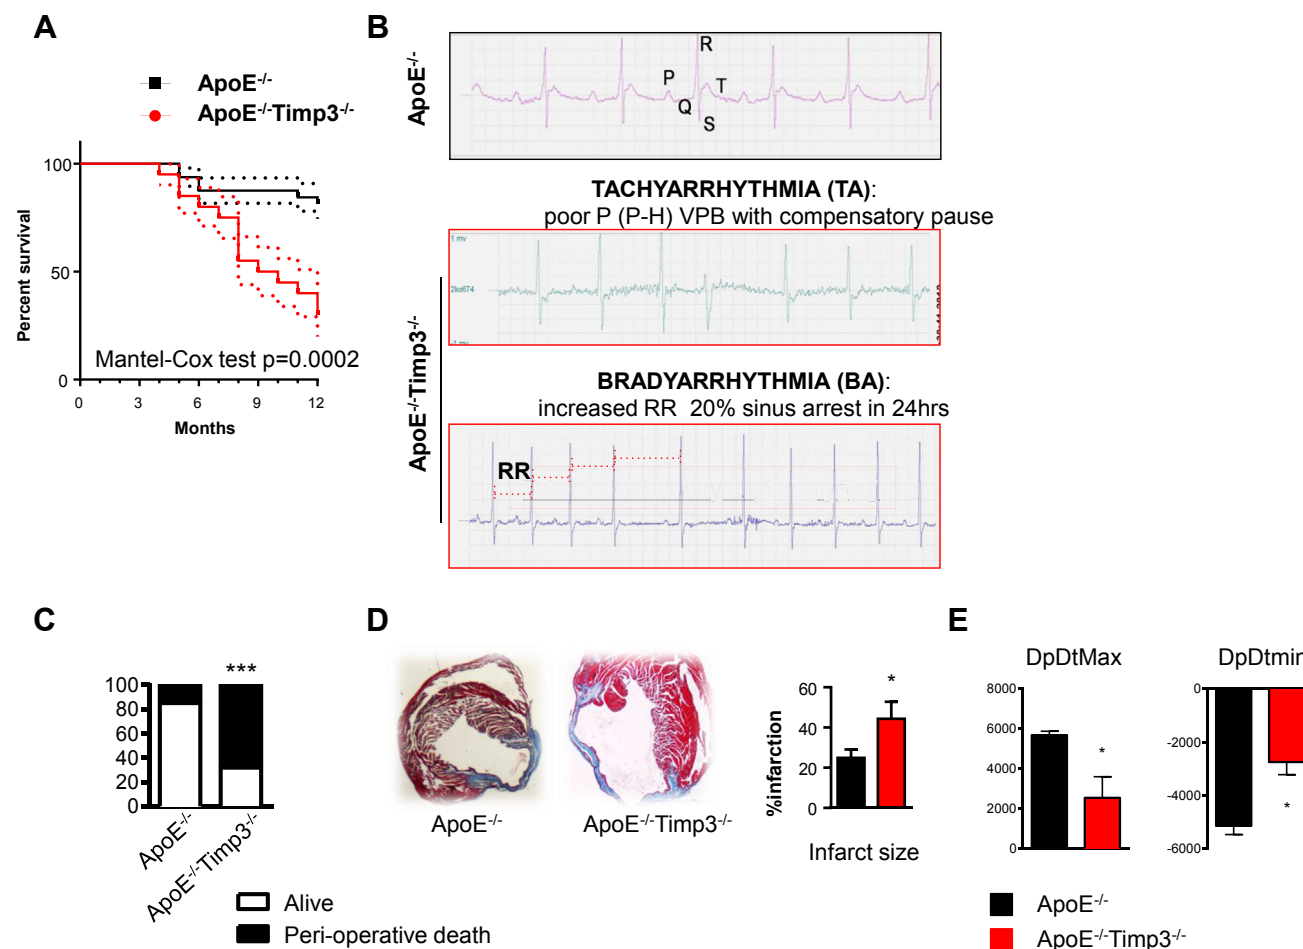 A
ApoE-/-
ApoE-/-Timp3-/-
Percent survival
100
50
0
Mantel-Cox test p=0.0002
0 3 6 9 12
Months
B
ApoE-/-
P
Q
R
S
T
TACHYARRHYTHMIA (TA):
poor P (P-H) VPB with compensatory pause
1 mv
2ko674
-1 mv
ApoE-/-Timp3-/-
BRADYARRHYTHMIA (BA):
increased RR 20% sinus arrest in 24hrs
RR
C
***
100
80
60
40
20
0
ApoE-/-
ApoE-/-Timp3-/-
Alive
Peri-operative death
D
ApoE-/-
ApoE-/-Timp3-/-
%infarction
60
40
20
0
*
Infarct size
E
DpDtMax
8000
6000
4000
2000
0
*
DpDtmin
0
-2000
-4000
-6000
*
ApoE-/-
ApoE-/-Timp3-/-